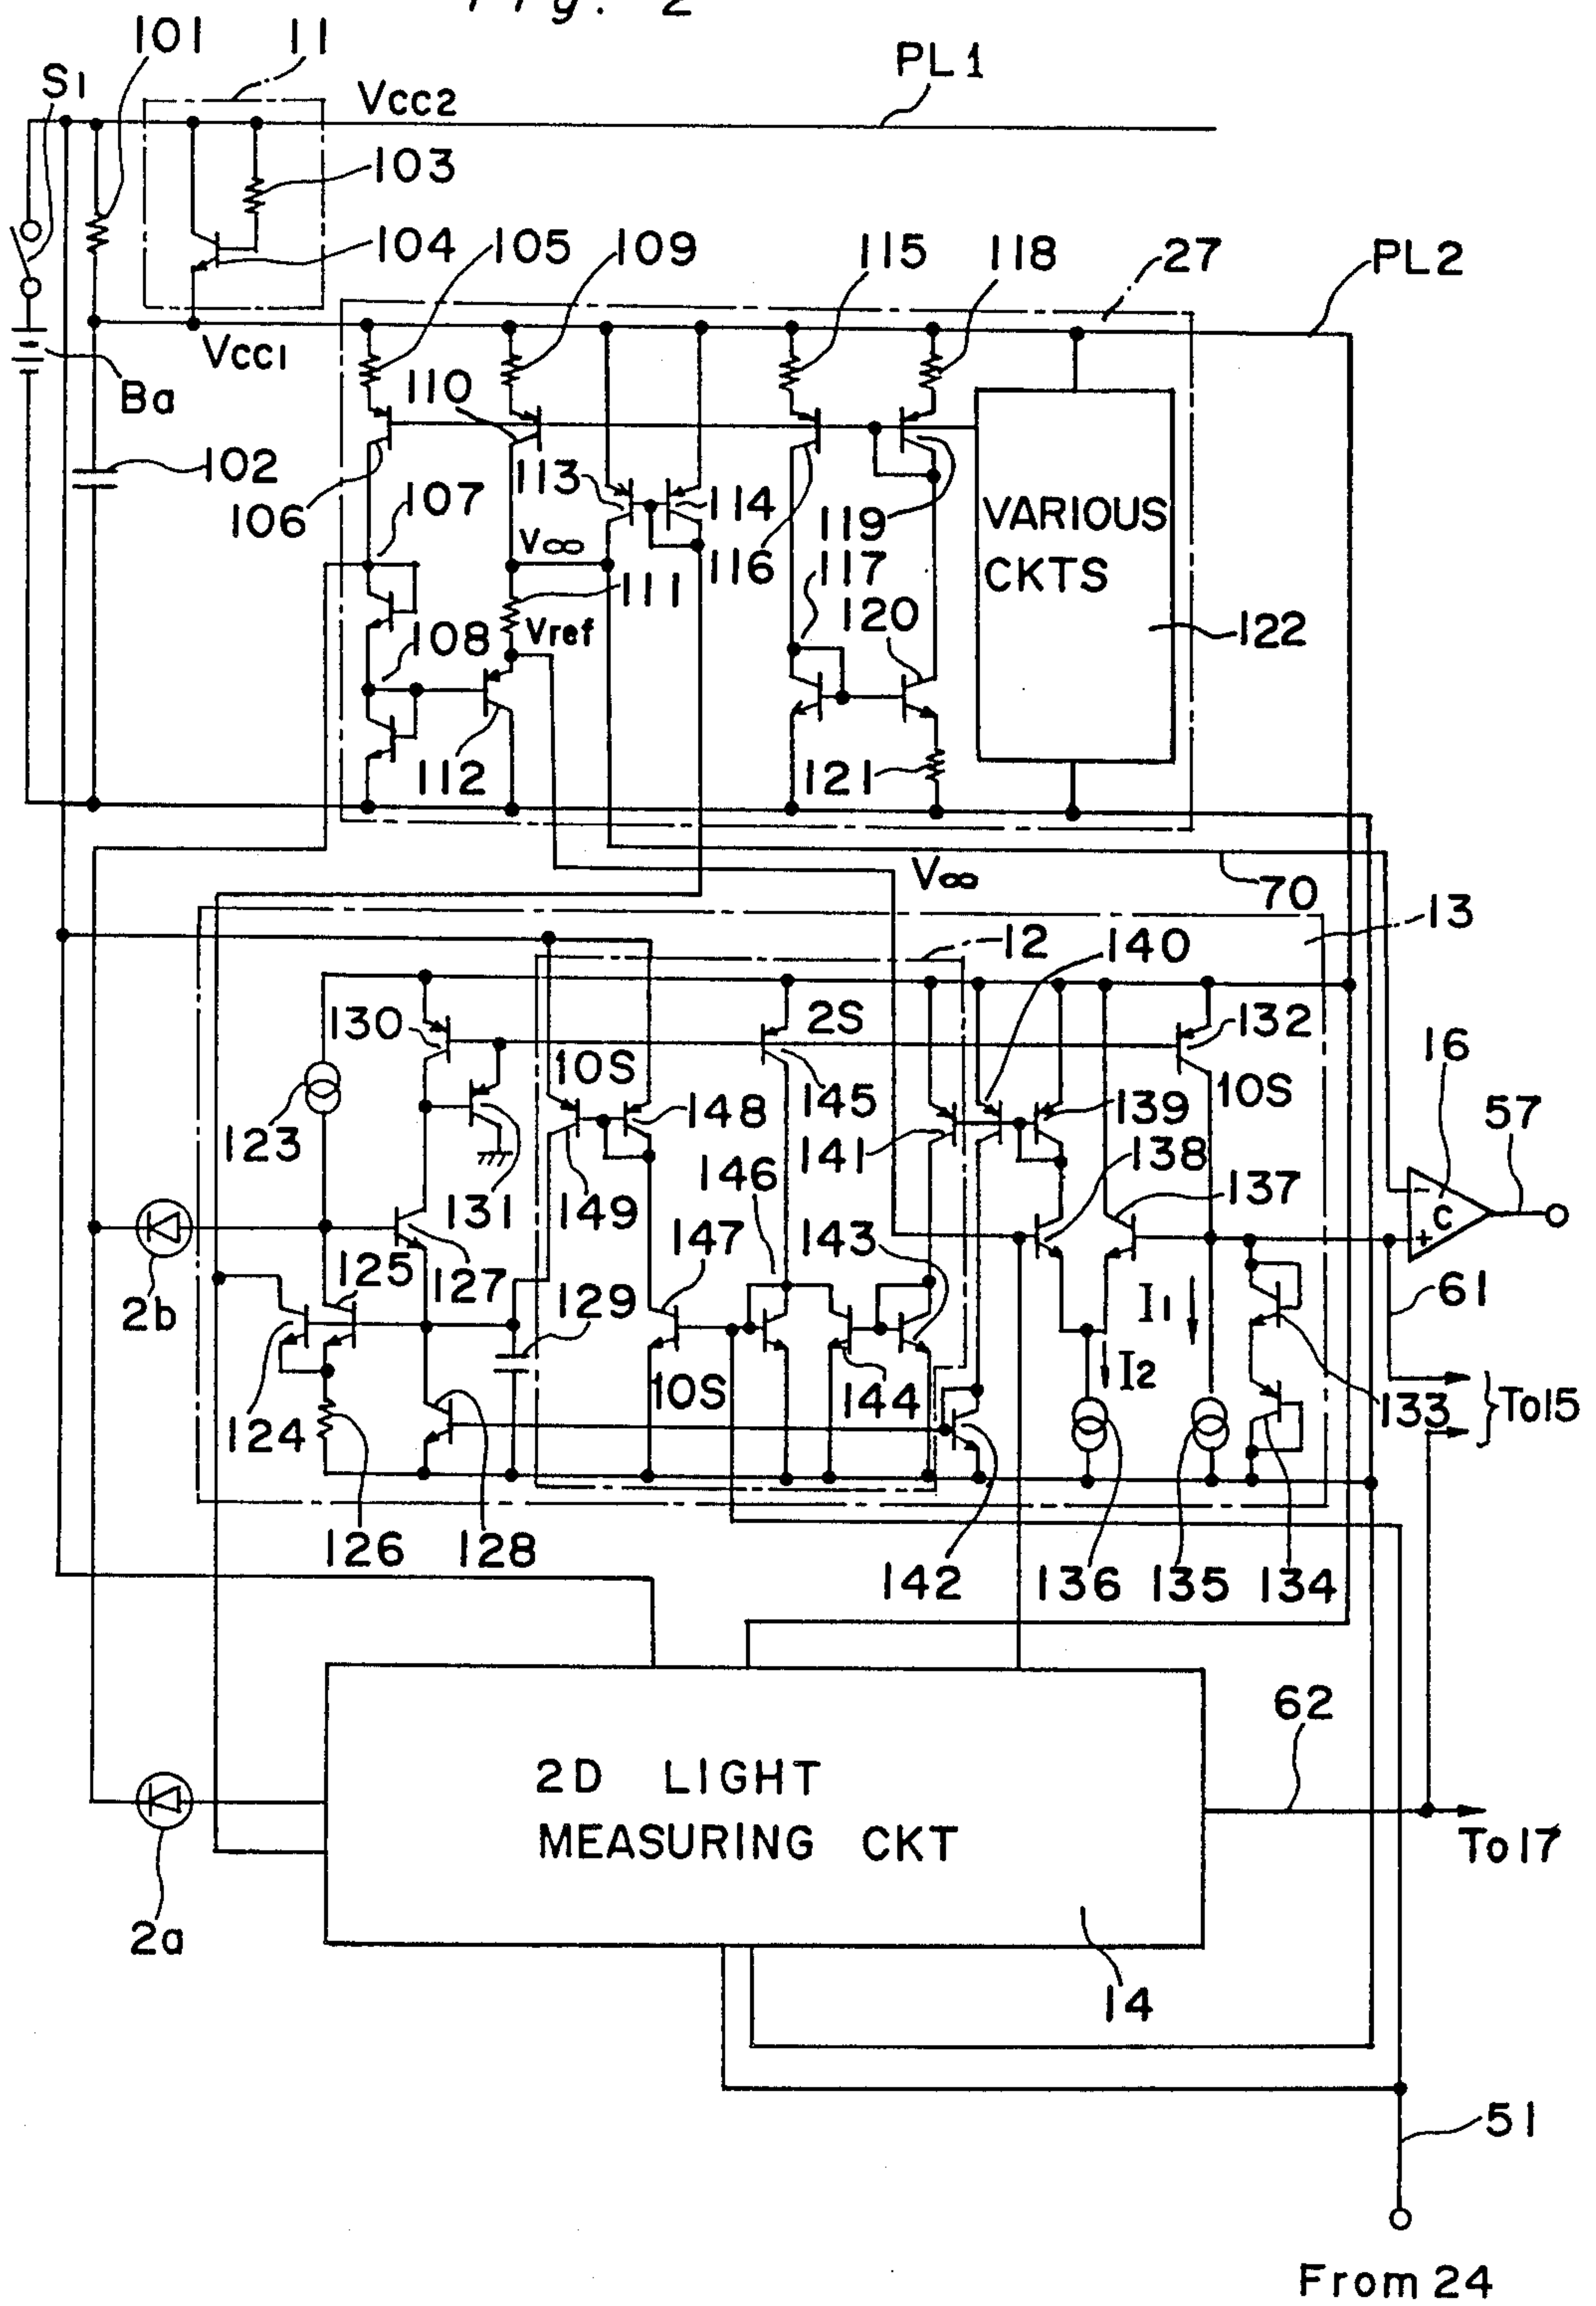 Fig. 2
101
11
PL1
S1
Vcc2
103
104
105
109
115
118
27
PL2
Vcc1
Ba
110
102
113
114
119
VARIOUS
CKTS
106
107
V∞
111
116
117
108
Vref
120
122
112
121
V∞
70
13
12
140
130
2S
132
10S
16
148
145
139
10S
57
123
141
138
146
131
149
137
147
143
C
125
127
129
I1
61
2b
I2
10S
144
133
To15
124
126
128
142
136
135
134
62
2D LIGHT
MEASURING CKT
To17
2a
14
51
From 24